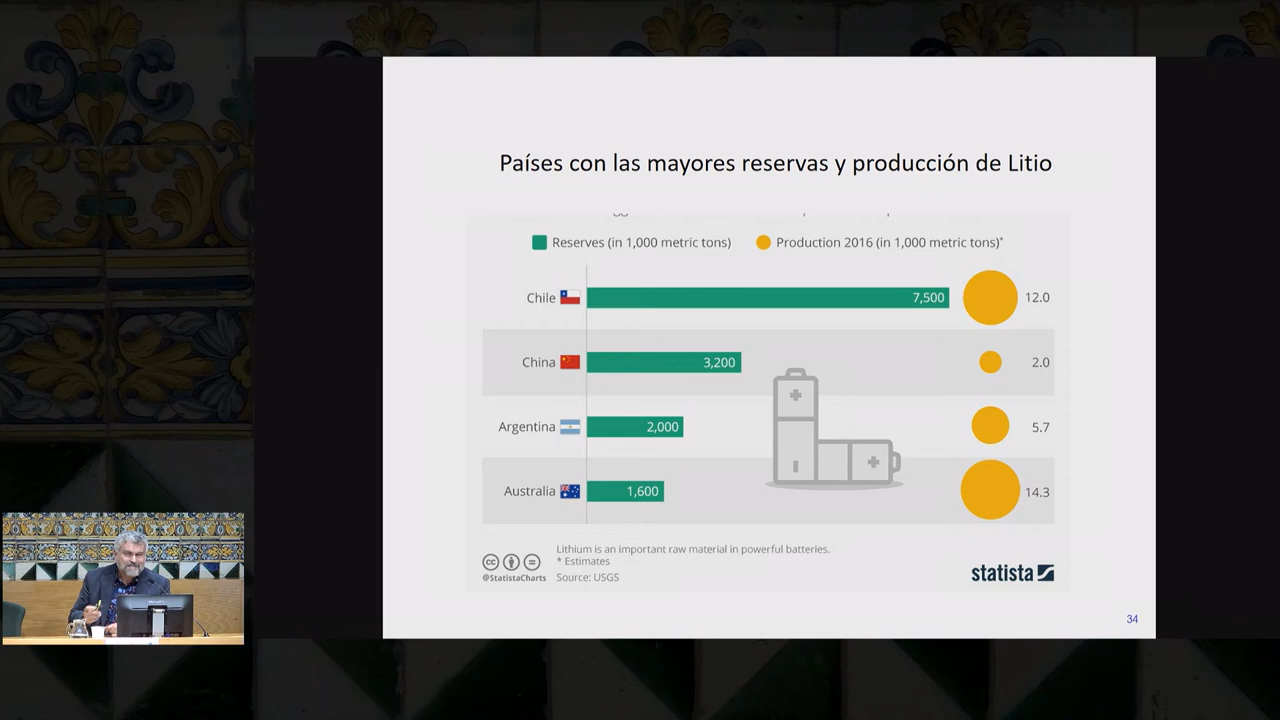 Países con las mayores reservas y producción de Litio
Reserves (in 1,000 metric tons) Production 2016 (in 1,000 metric tons)*
Chile 7,500 12.0
China 3,200 2.0
Argentina 2,000 5.7
Australia 1,600 14.3
Lithium is an important raw material in powerful batteries.
* Estimates
@StatistaCharts Source: USGS
statista
34